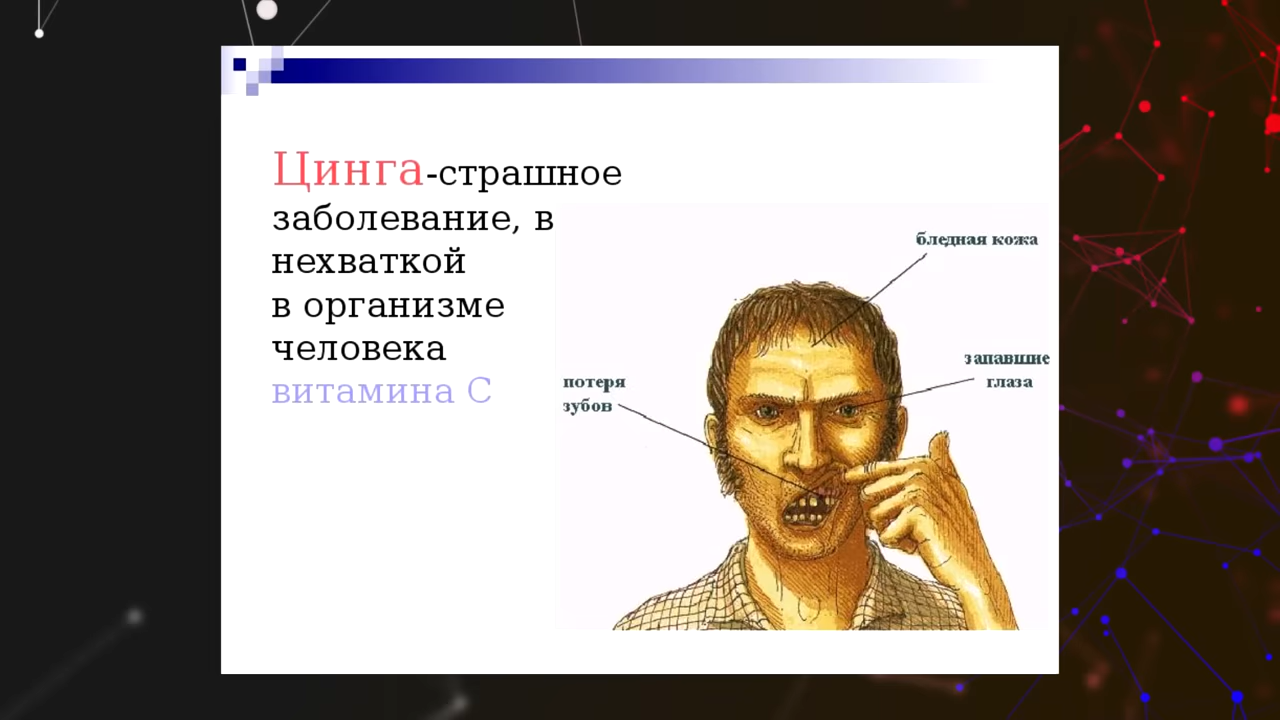 Цинга-страшное
заболевание, в
нехваткой
в организме
человека
витамина С
бледная кожа
запавшие
глаза
потеря
зубов